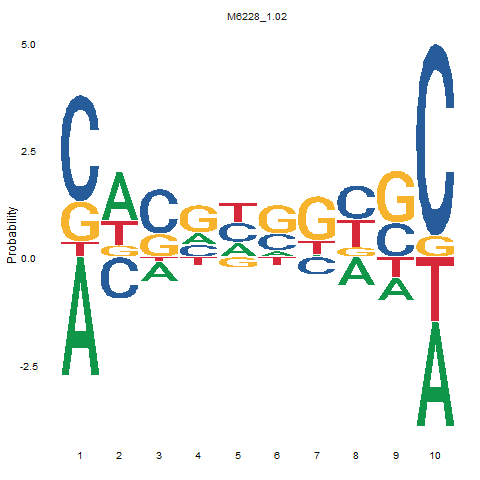 M6228_1.02
5.0
2.5
0.0
-2.5
Probability
C G T A
A T G C
C G T A
G A C T
T C A G
G C A T
G T A C
C T G A
G C T A
C G T A
1 2 3 4 5 6 7 8 9 10